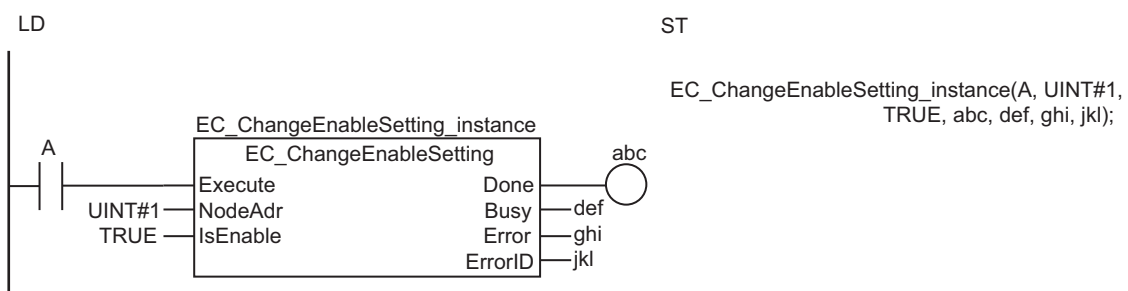 LD
ST
EC_ChangeEnableSetting_instance(A, UINT#1,
TRUE, abc, def, ghi, jkl);
EC_ChangeEnableSetting_instance
A
EC_ChangeEnableSetting
abc
Execute
Done
UINT#1
NodeAdr
Busy
def
TRUE
IsEnable
Error
ghi
ErrorID
jkl